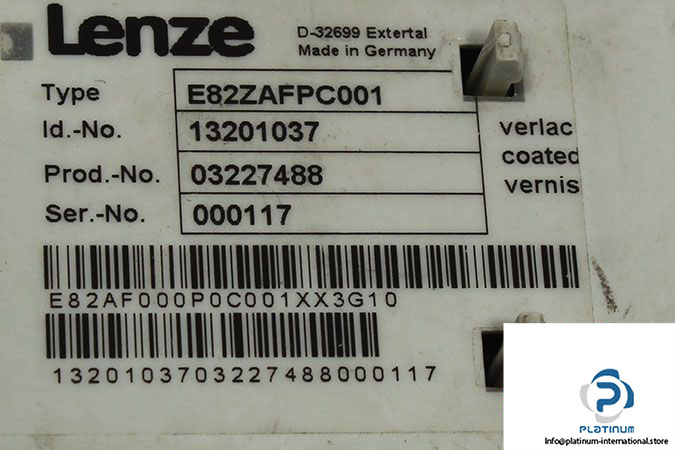 Lenze
D-32699 Extertal
Made in Germany
Type E82ZAFPC001
Id.-No. 13201037
Prod.-No. 03227488
Ser.-No. 000117
verlac
coated
vernis
E82AF000P0C001XX3G10
1320103703227488000117
PLATINUM
Info@platinum-international.store